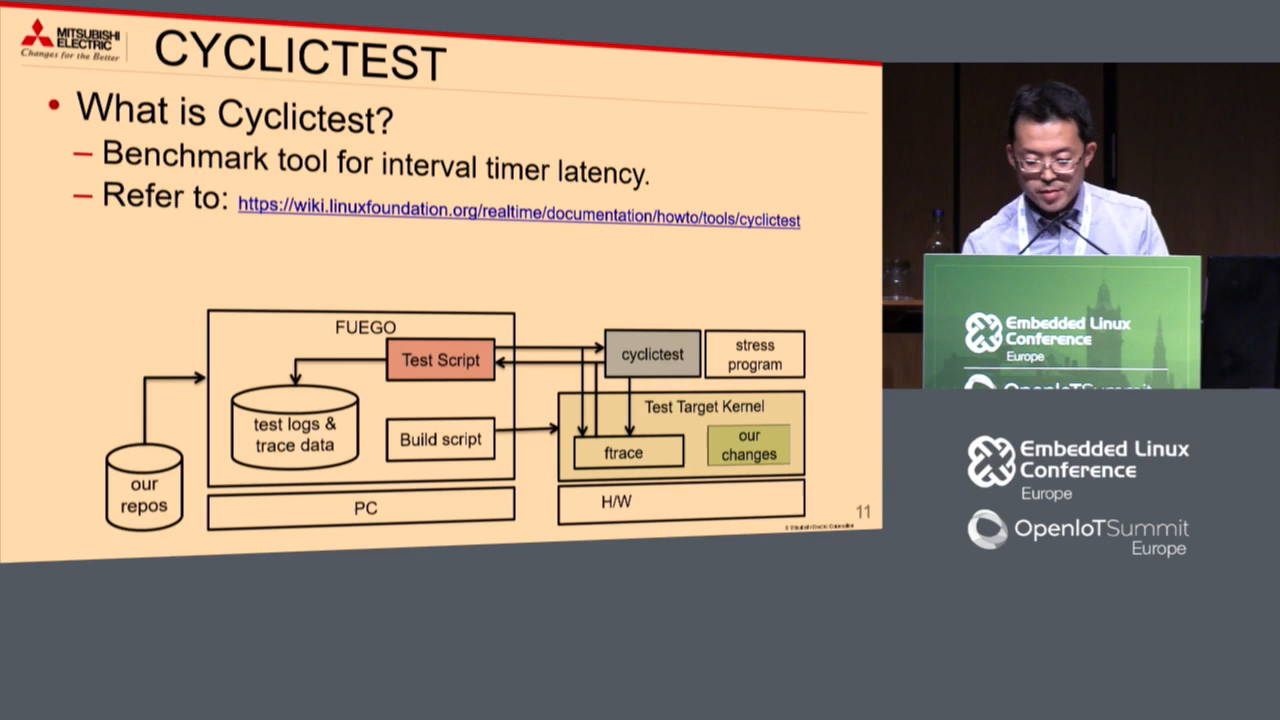 MITSUBISHI
ELECTRIC
Changes for the Better
CYCLICTEST
• What is Cyclictest?
– Benchmark tool for interval timer latency.
– Refer to: https://wiki.linuxfoundation.org/realtime/documentation/howto/tools/cyclictest
FUEGO
Test Script
test logs &
trace data
Build script
our
repos
PC
cyclictest
stress
program
Test Target Kernel
ftrace
our
changes
H/W
11
Embedded Linux
Conference
Europe
OpenIoTSummit
Embedded Linux
Conference
Europe
OpenIoTSummit
Europe